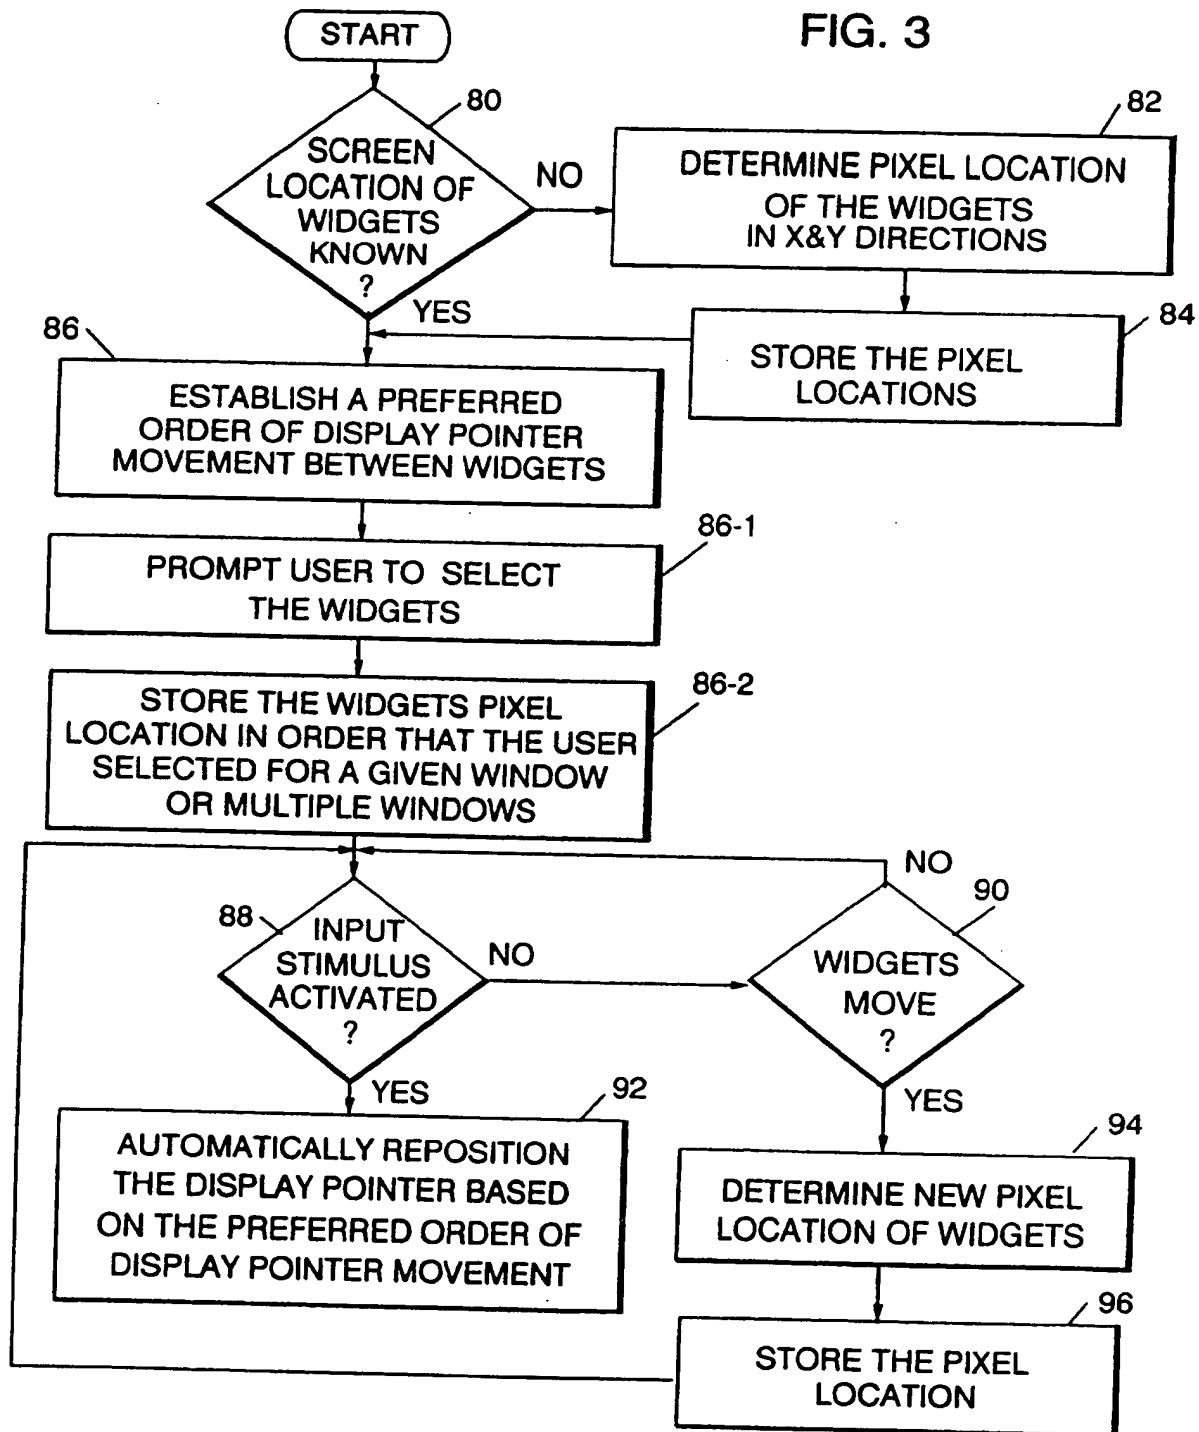 FIG. 3
START
80
SCREEN
LOCATION OF
WIDGETS
KNOWN
?
NO
YES
82
DETERMINE PIXEL LOCATION
OF THE WIDGETS
IN X&Y DIRECTIONS
84
STORE THE PIXEL
LOCATIONS
86
ESTABLISH A PREFERRED
ORDER OF DISPLAY POINTER
MOVEMENT BETWEEN WIDGETS
86-1
PROMPT USER TO SELECT
THE WIDGETS
86-2
STORE THE WIDGETS PIXEL
LOCATION IN ORDER THAT THE USER
SELECTED FOR A GIVEN WINDOW
OR MULTIPLE WINDOWS
88
INPUT
STIMULUS
ACTIVATED
?
NO
YES
NO
90
WIDGETS
MOVE
?
YES
92
AUTOMATICALLY REPOSITION
THE DISPLAY POINTER BASED
ON THE PREFERRED ORDER OF
DISPLAY POINTER MOVEMENT
94
DETERMINE NEW PIXEL
LOCATION OF WIDGETS
96
STORE THE PIXEL
LOCATION